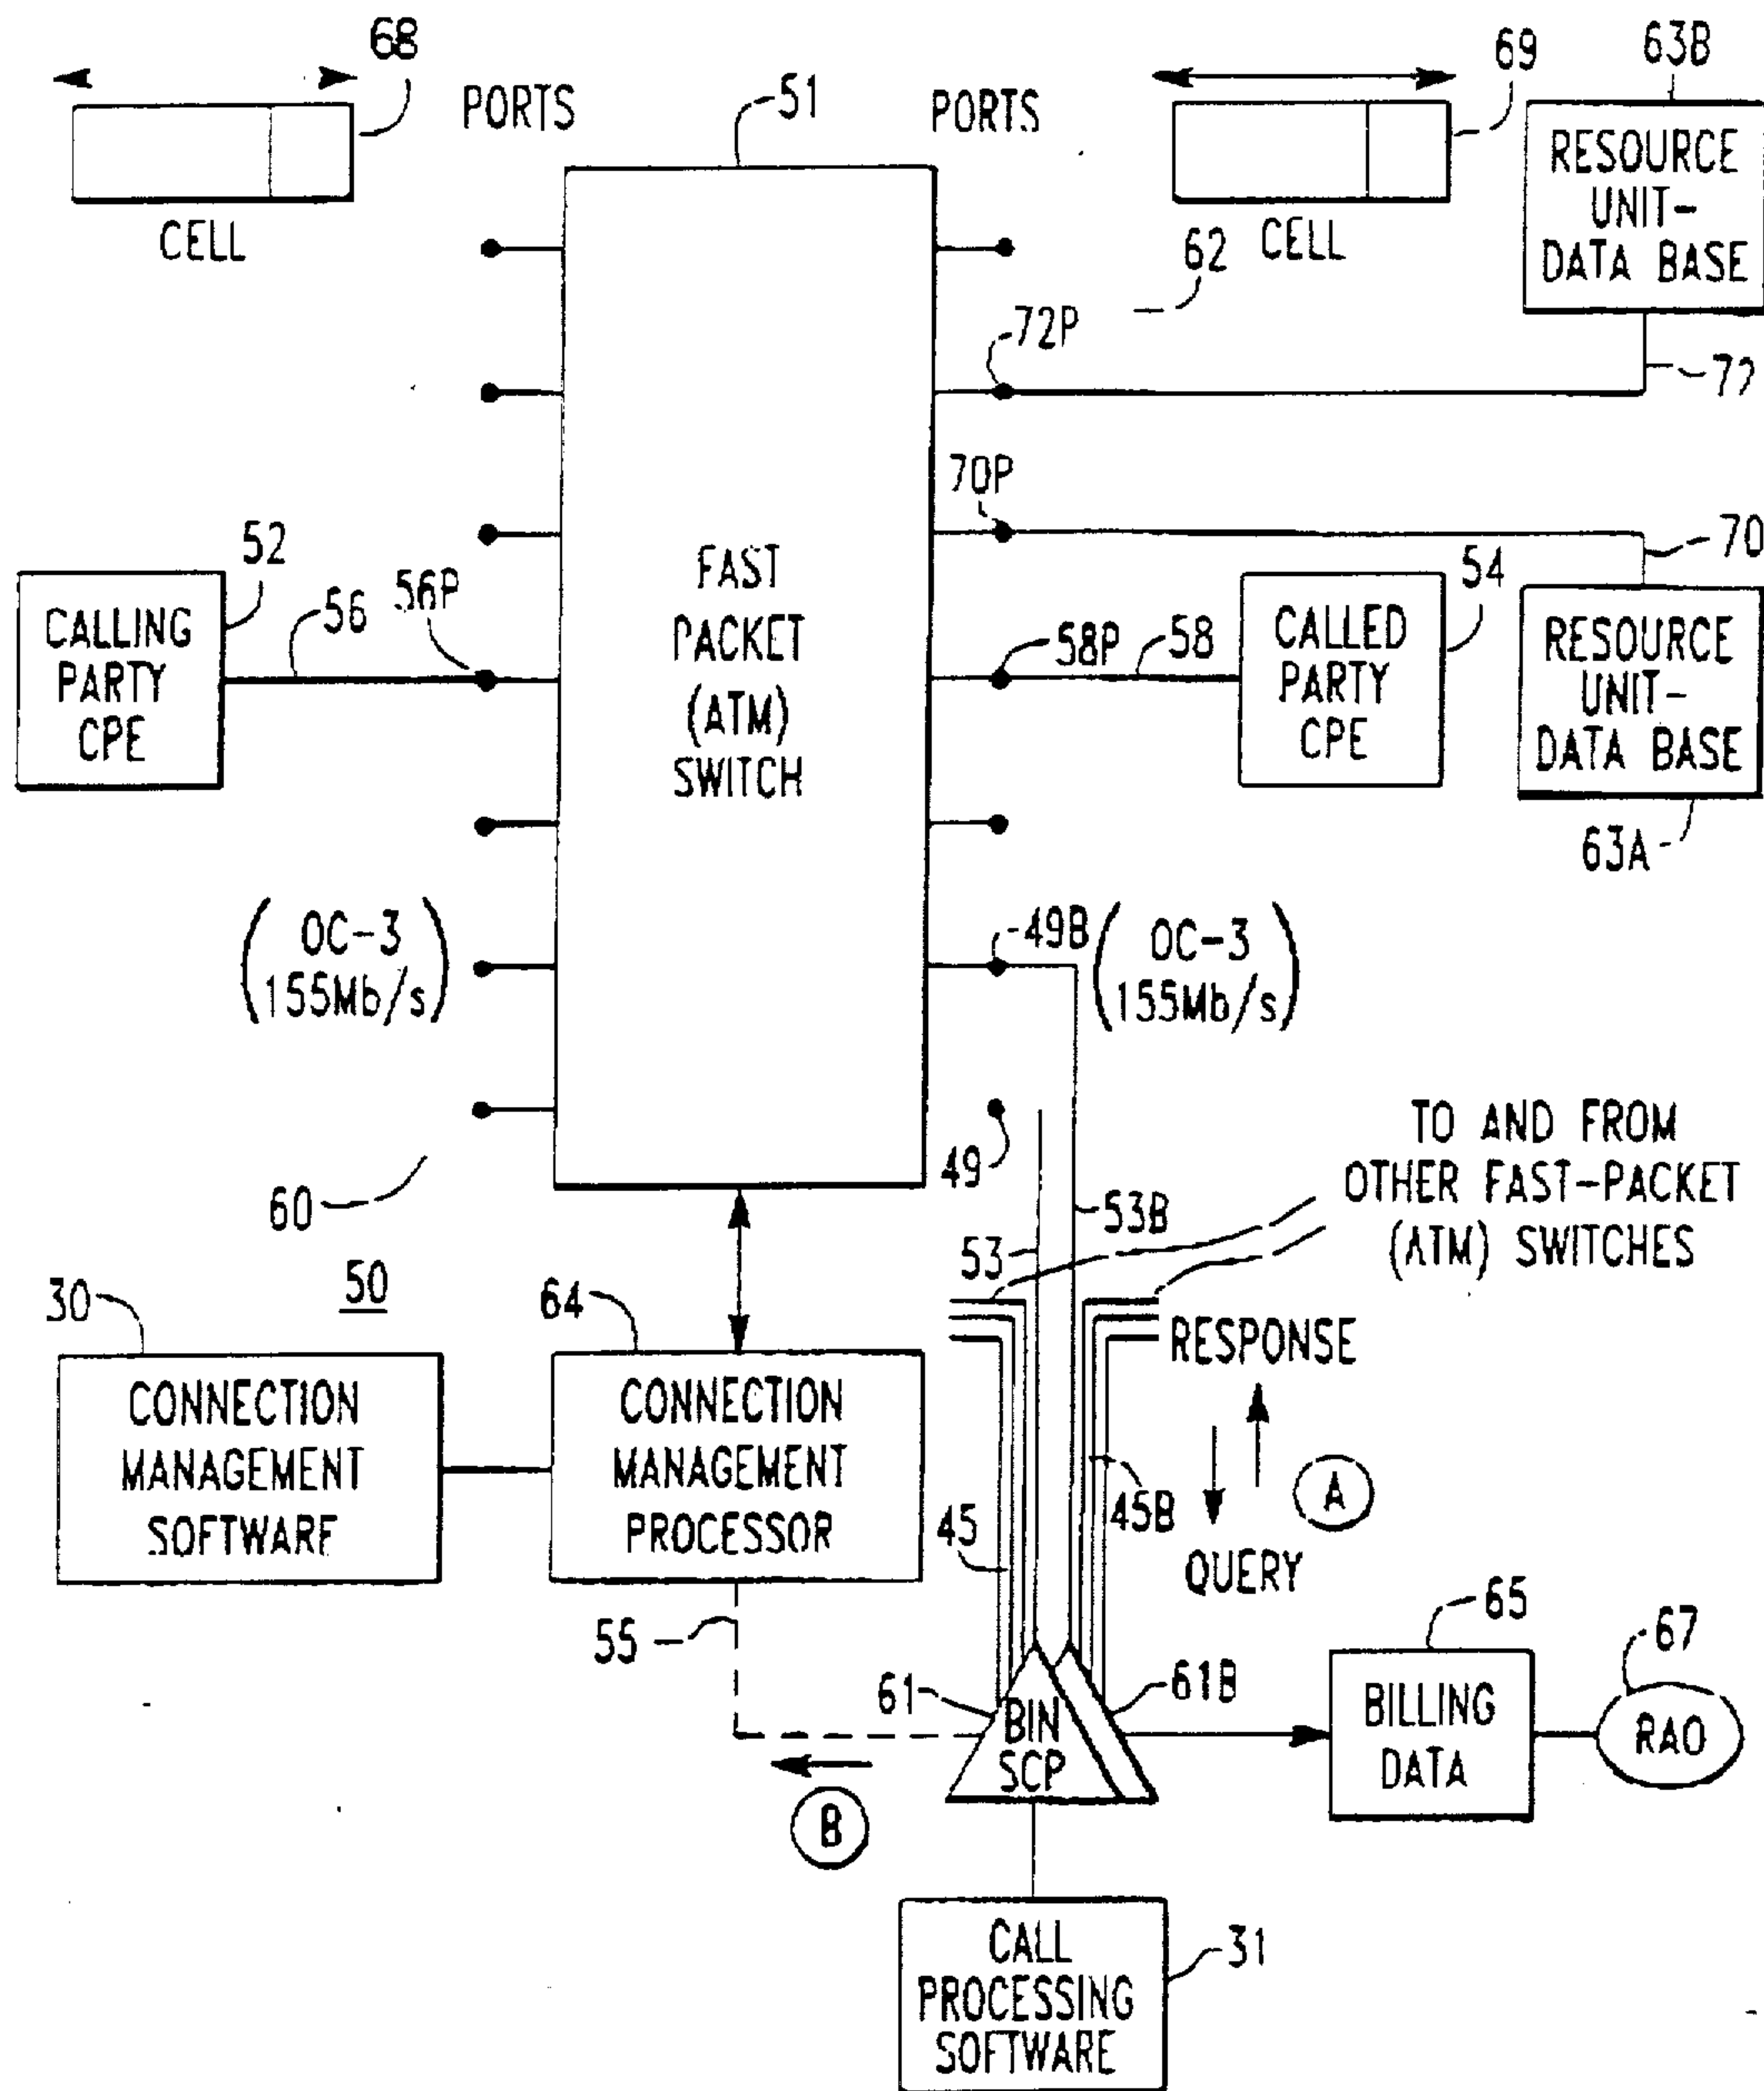 68
PORTS
CELL
51
PORTS
69
CELL
62
63B
RESOURCE
UNIT-
DATA BASE
72P
72
70P
70
52
CALLING
PARTY
CPE
56
56P
FAST
PACKET
(ATM)
SWITCH
58P
58
54
CALLED
PARTY
CPE
RESOURCE
UNIT-
DATA BASE
63A
(OC-3
155Mb/s)
49B
(OC-3
155Mb/s)
49
60
50
TO AND FROM
OTHER FAST-PACKET
(ATM) SWITCHES
53
53B
30
CONNECTION
MANAGEMENT
SOFTWARE
64
CONNECTION
MANAGEMENT
PROCESSOR
RESPONSE
A
QUERY
45
45B
55
61
BIN
SCP
61B
B
65
BILLING
DATA
67
RAO
CALL
PROCESSING
SOFTWARE
31